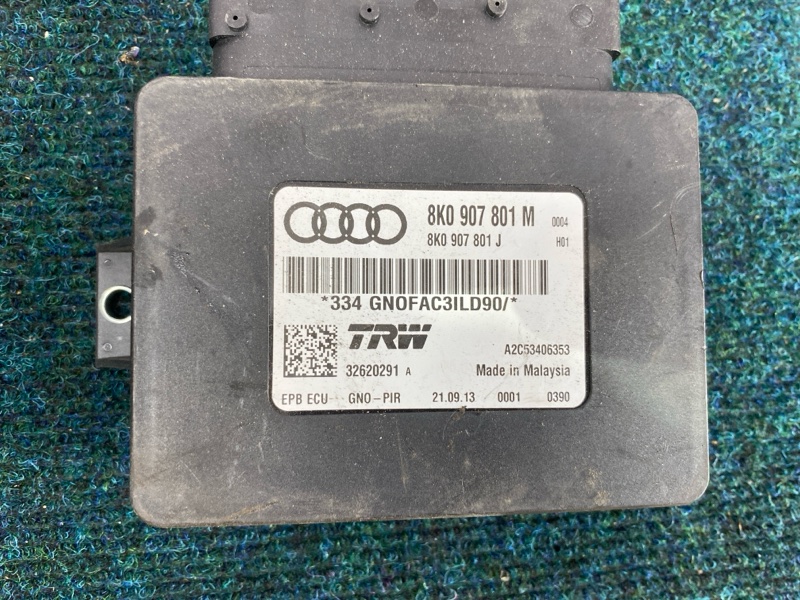 8K0 907 801 M 0004
8K0 907 801 J H01
*334 GNOFAC3ILD90/*
TRW
A2C53406353
32620291 A Made in Malaysia
EPB ECU GNO-PIR 21.09.13 0001 0390